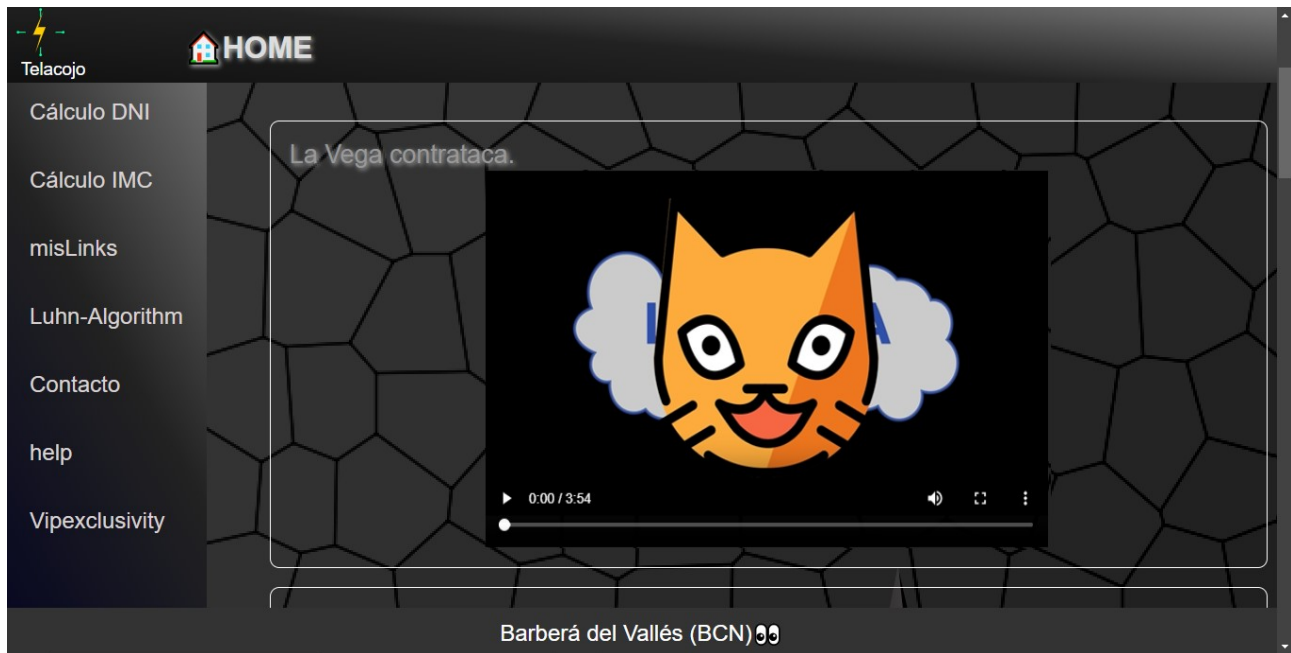 Telacojo
🏠HOME
Cálculo DNI
Cálculo IMC
misLinks
Luhn-Algorithm
Contacto
help
Vipexclusivity
La Vega contrataca.
0:00 / 3:54
Barberá del Vallés (BCN)👀